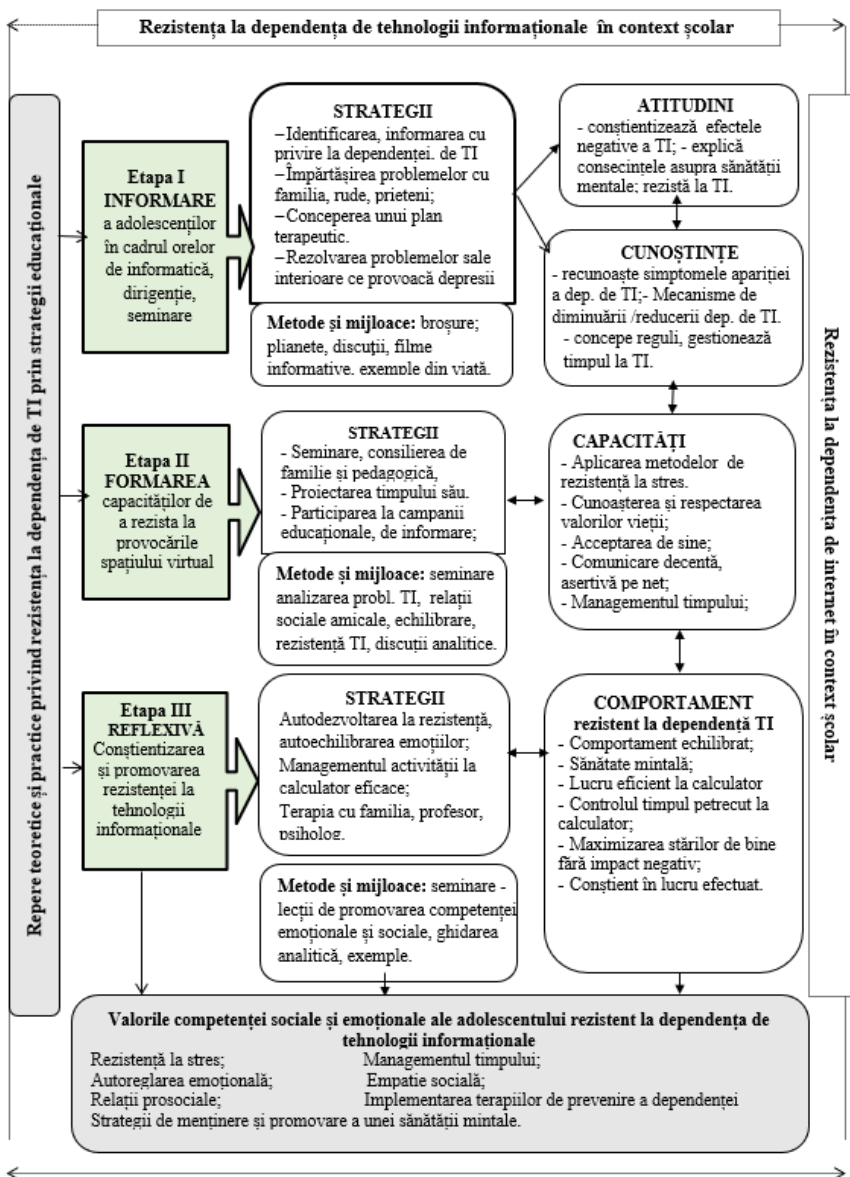 Rezistența la dependența de tehnologii informaționale în context școlar
Repere teoretice și practice privind rezistența la dependența de TI prin strategii educaționale
Etapa I
INFORMARE
a adolescenților
în cadrul orelor
de informatică,
dirigenție,
seminare
STRATEGII
–Identificarea, informarea cu
privire la dependenței. de TI
–Împărtășirea problemelor cu
familia, rude, prieteni;
–Conceperea unui plan
terapeutic.
–Rezolvarea problemelor sale
interioare ce provoacă depresii
Metode și mijloace: broșure;
plianete, discuții, filme
informative. exemple din viată.
ATITUDINI
- conștientizează efectele
negative a TI; - explică
consecințele asupra sănătății
mentale; rezistă la TI.
CUNOȘTINȚE
- recunoaște simptomele apariției
a dep. de TI;- Mecanisme de
diminuării /reducerii dep. de TI.
- concepe reguli, gestionează
timpul la TI.
Etapa II
FORMAREA
capacităților de
a rezista la
provocările
spațiului virtual
STRATEGII
- Seminare, consilierea de
familie și pedagogică,
- Proiectarea timpului său.
- Participarea la campanii
educaționale, de informare;
Metode și mijloace: seminare
analizarea probl. TI, relații
sociale amicale, echilibrare,
rezistență TI, discuții analitice.
CAPACITĂȚI
- Aplicarea metodelor de
rezistență la stres.
- Cunoașterea și respectarea
valorilor vieții;
- Acceptarea de sine;
- Comunicare decentă,
asertivă pe net;
- Managementul timpului;
Etapa III
REFLEXIVĂ
Conștientizarea
și promovarea
rezistenței la
tehnologii
informaționale
STRATEGII
Autodezvoltarea la rezistență,
autoechilibrarea emoțiilor;
Managementul activității la
calculator eficace;
Terapia cu familia, profesor,
psiholog.
Metode și mijloace: seminare -
lecții de promovarea competenței
emoționale și sociale, ghidarea
analitică, exemple.
COMPORTAMENT
rezistent la dependență TI
- Comportament echilibrat;
- Sănătate mintală;
- Lucru eficient la calculator
- Controlul timpul petrecut la
calculator;
- Maximizarea stărilor de bine
fără impact negativ;
- Conștient în lucru efectuat.
Rezistența la dependența de internet în context școlar
Valorile competenței sociale și emoționale ale adolescentului rezistent la dependența de
tehnologii informaționale
Rezistență la stres; Managementul timpului;
Autoreglarea emoțională; Empatie socială;
Relații prosociale; Implementarea terapiilor de prevenire a dependenței
Strategii de menținere și promovare a unei sănătății mintale.